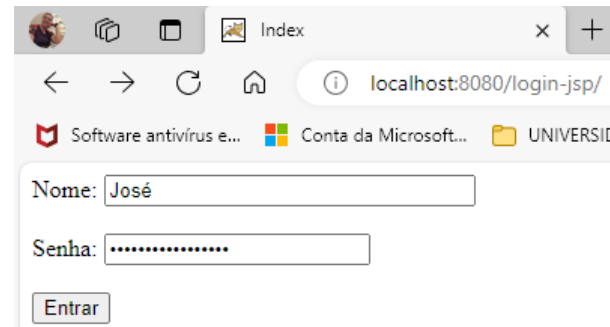 Index
localhost:8080/login-jsp/
Software antivírus e... Conta da Microsoft... UNIVERSID
Nome: José
Senha: •••••••••••••••••
Entrar